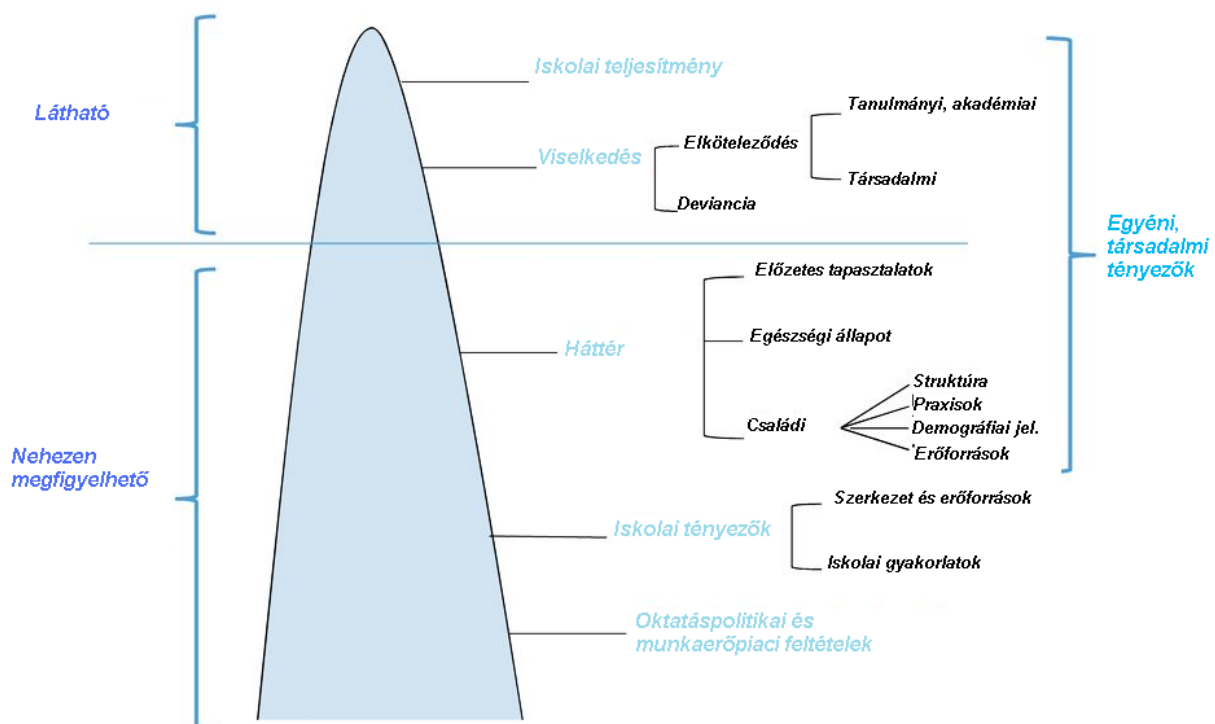 Látható
Iskolai teljesítmény
Viselkedés
Elköteleződés
Tanulmányi, akadémiai
Társadalmi
Deviancia
Egyéni,
társadalmi
tényezők
Nehezen
megfigyelhető
Háttér
Előzetes tapasztalatok
Egészségi állapot
Családi
Struktúra
Praxisok
Demográfiai jel.
Erőforrások
Iskolai tényezők
Szerkezet és erőforrások
Iskolai gyakorlatok
Oktatáspolitikai és
munkaerőpiaci feltételek